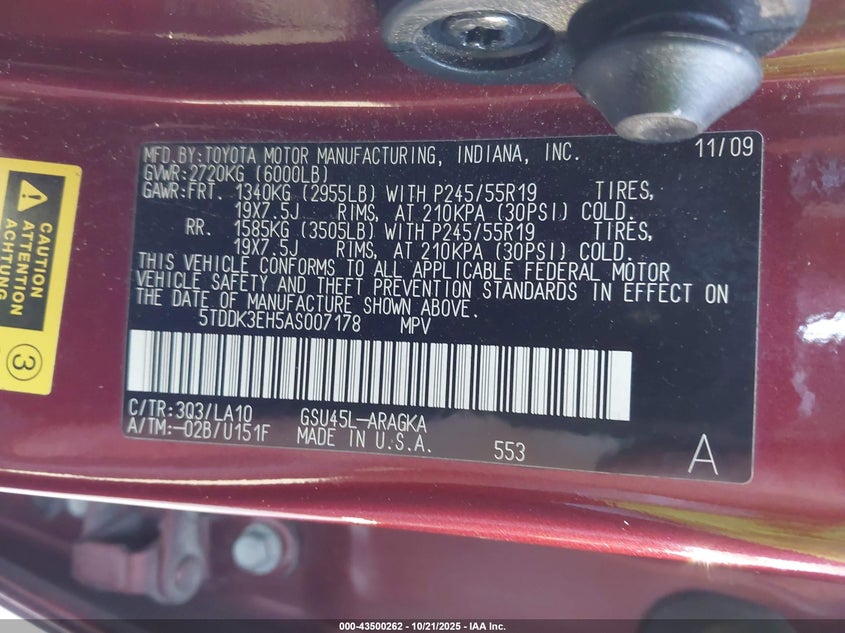 MFD.BY:TOYOTA MOTOR MANUFACTURING, INDIANA, INC. 11/09
GVWR:2720KG (6000LB)
GAWR:FRT. 1340KG (2955LB) WITH P245/55R19 TIRES,
19X7.5J RIMS, AT 210KPA (30PSI) COLD.
RR. 1585KG (3505LB) WITH P245/55R19 TIRES,
19X7.5J RIMS, AT 210KPA (30PSI) COLD.
THIS VEHICLE CONFORMS TO ALL APPLICABLE FEDERAL MOTOR
VEHICLE SAFETY AND THEFT PREVENTION STANDARDS IN EFFECT ON
THE DATE OF MANUFACTURE SHOWN ABOVE.
5TDDK3EH5AS007178 MPV
C/TR:3Q3/LA10 GSU45L-ARAGKA
A/TM:-02B/U151F MADE IN U.S.A. 553 A
CAUTION
ATTENTION
ACHTUNG
3
000-43500262 - 10/21/2025 - IAA Inc.